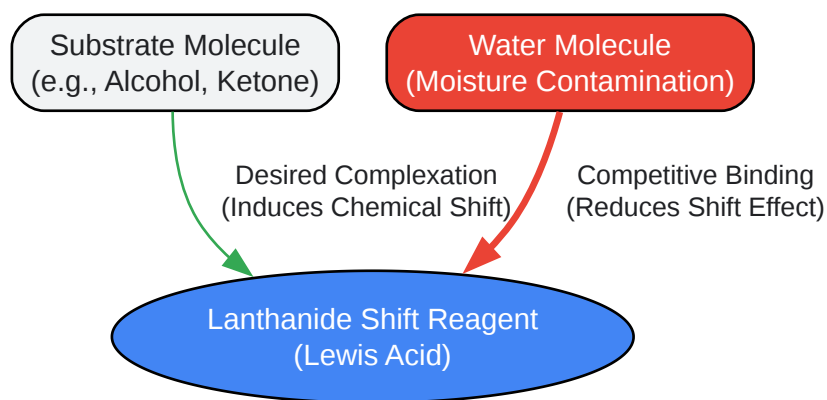 Substrate Molecule
(e.g., Alcohol, Ketone)
Water Molecule
(Moisture Contamination)
Desired Complexation
(Induces Chemical Shift)
Competitive Binding
(Reduces Shift Effect)
Lanthanide Shift Reagent
(Lewis Acid)